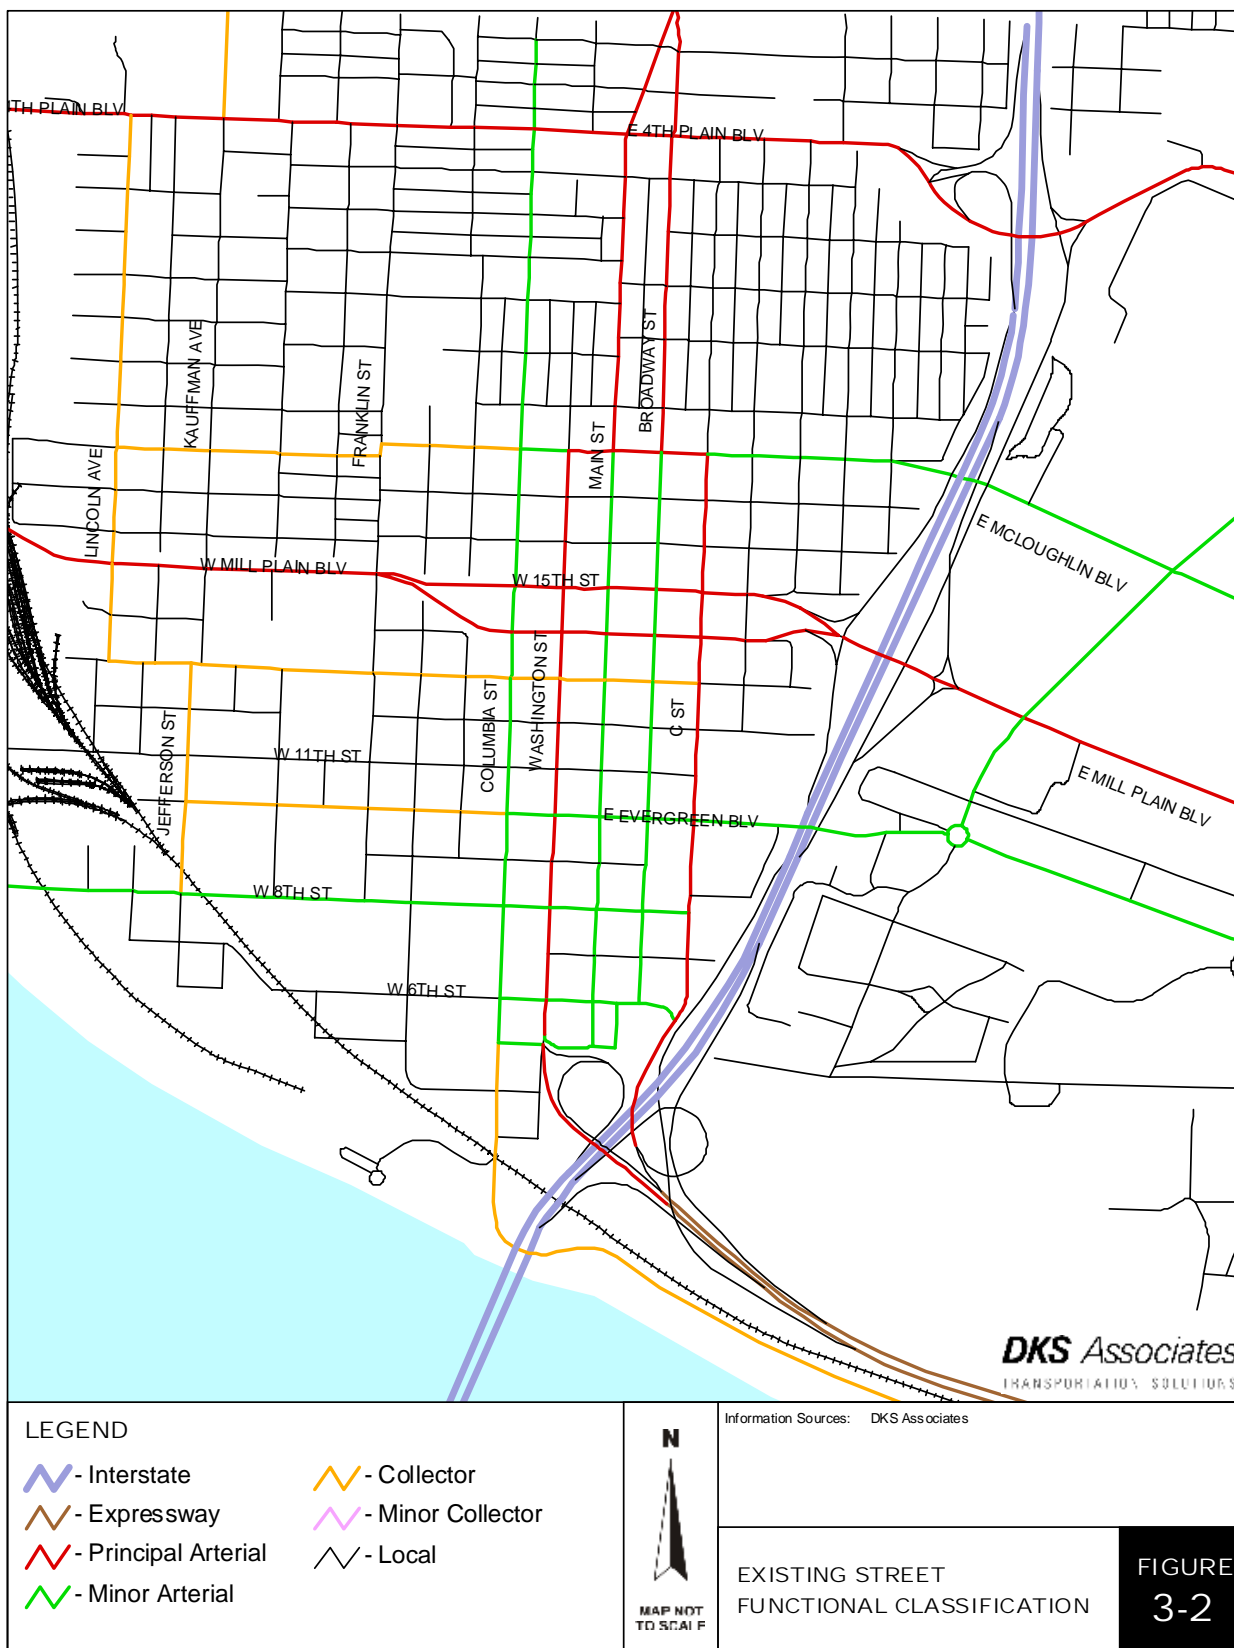 TH PLAIN BLV
E 4TH PLAIN BLV
KAUFFMAN AVE
FRANKLIN ST
BROADWAY ST
MAIN ST
LINCOLN AVE
E MCLOUGHLIN BLV
W MILL PLAIN BLV
W 15TH ST
WASHINGTON ST
COLUMBIA ST
C ST
JEFFERSON ST
W 11TH ST
E MILL PLAIN BLV
E EVERGREEN BLV
W 8TH ST
W 6TH ST
DKS Associates
TRANSPORTATION SOLUTIONS
LEGEND
- Interstate
- Expressway
- Principal Arterial
- Minor Arterial
- Collector
- Minor Collector
- Local
N
MAP NOT
TO SCALE
Information Sources: DKS Associates
EXISTING STREET
FUNCTIONAL CLASSIFICATION
FIGURE
3-2